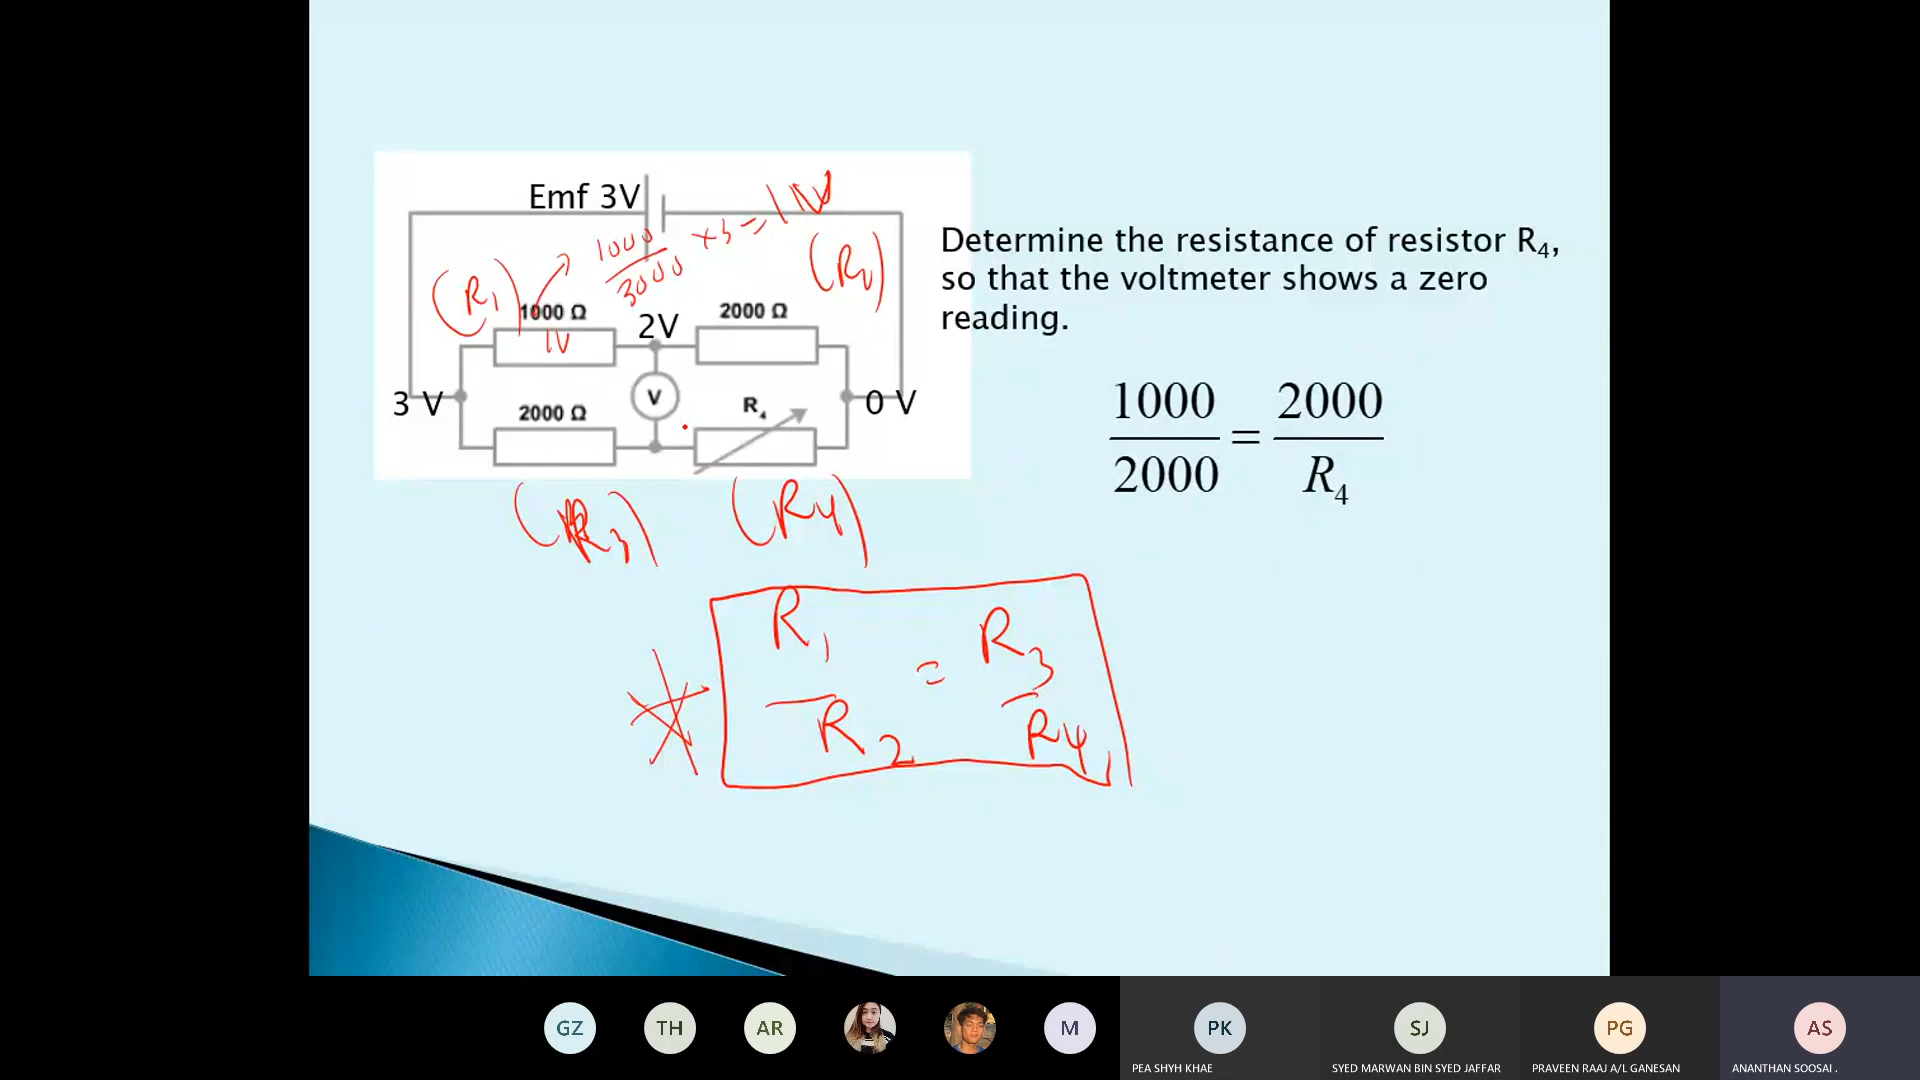 Emf 3V
1000
3000
×3=1V
(R1)
(R2)
1000 Ω
1V
2V
2000 Ω
3 V
2000 Ω
V
R4
0 V
(R3)
(R4)
Determine the resistance of resistor R4,
so that the voltmeter shows a zero
reading.
1000 = 2000
2000 R4
R1 = R3
R2 R4
GZ
TH
AR
M
PK
SJ
PG
AS
PEA SHYH KHAE
SYED MARWAN BIN SYED JAFFAR
PRAVEEN RAAJ A/L GANESAN
ANANTHAN SOOSAI .